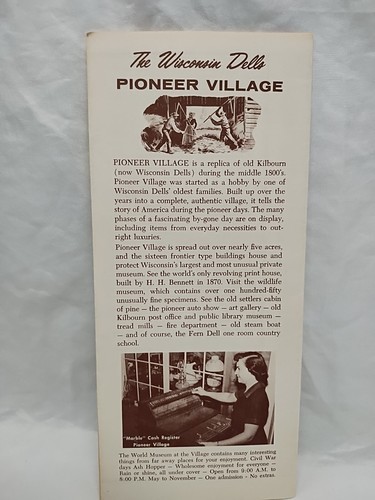 The Wisconsin Dells
PIONEER VILLAGE
PIONEER VILLAGE is a replica of old Kilbourn
(now Wisconsin Dells) during the middle 1800's.
Pioneer Village was started as a hobby by one of
Wisconsin Dells' oldest families. Built up over the
years into a complete, authentic village, it tells the
story of America during the pioneer days. The many
phases of a fascinating by-gone day are on display,
including items from everyday necessities to out-
right luxuries.
Pioneer Village is spread out over nearly five acres,
and the sixteen frontier type buildings house and
protect Wisconsin's largest and most unusual private
museum. See the world's only revolving print house,
built by H. H. Bennett in 1870. Visit the wildlife
museum, which contains over one hundred-fifty
unusually fine specimens. See the old settlers cabin
of pine — the pioneer auto show — art gallery — old
Kilbourn post office and public library museum —
tread mills — fire department — old steam boat
— and of course, the Fern Dell one room country
school.
"Marble" Cash Register
Pioneer Village
The World Museum at the Village contains many interesting
things from far away places for your enjoyment. Civil War
days Ash Hopper — Wholesome enjoyment for everyone —
Rain or shine, all under cover — Open from 8:00 A.M. to
8:00 P.M. May to November — One admission - No extras.